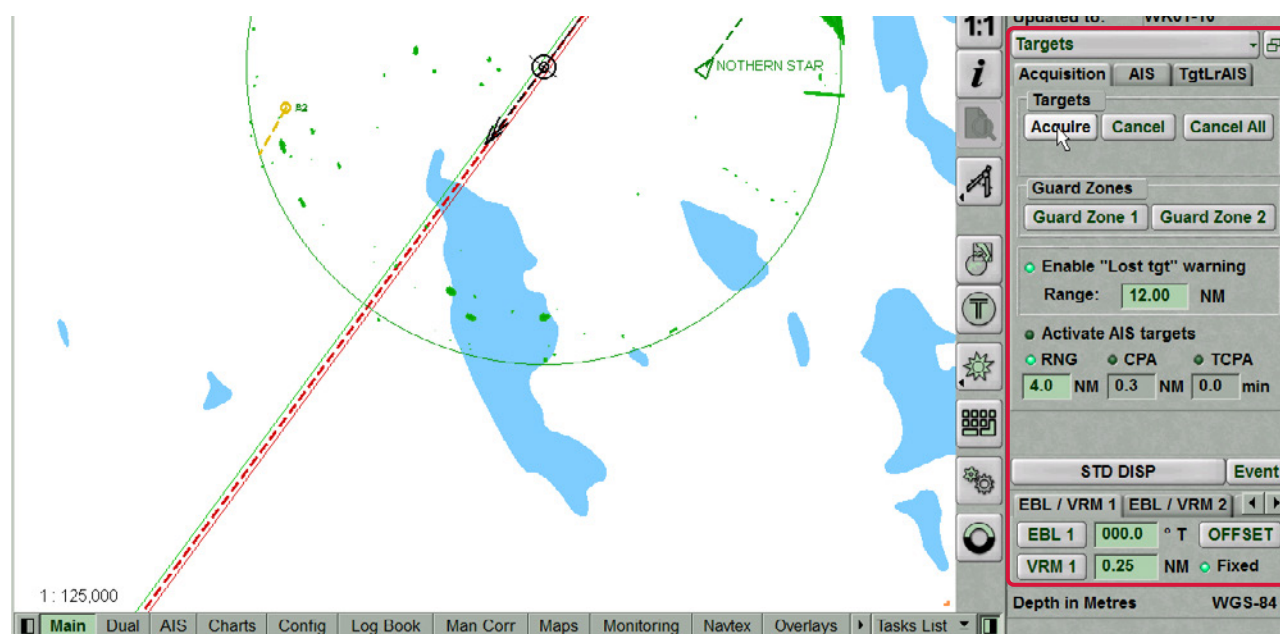 1:1
Updated to: WK01-10
Targets
Acquisition AIS TgtLrAIS
Targets
Acquire Cancel Cancel All
Guard Zones
Guard Zone 1 Guard Zone 2
Enable "Lost tgt" warning
Range: 12.00 NM
Activate AIS targets
RNG CPA TCPA
4.0 NM 0.3 NM 0.0 min
STD DISP Event
EBL / VRM 1 EBL / VRM 2
EBL 1 000.0 ° T OFFSET
VRM 1 0.25 NM Fixed
Depth in Metres WGS-84
NOTHERN STAR
i
T
1: 125,000
Main Dual AIS Charts Config Log Book Man Corr Maps Monitoring Navtex Overlays Tasks List